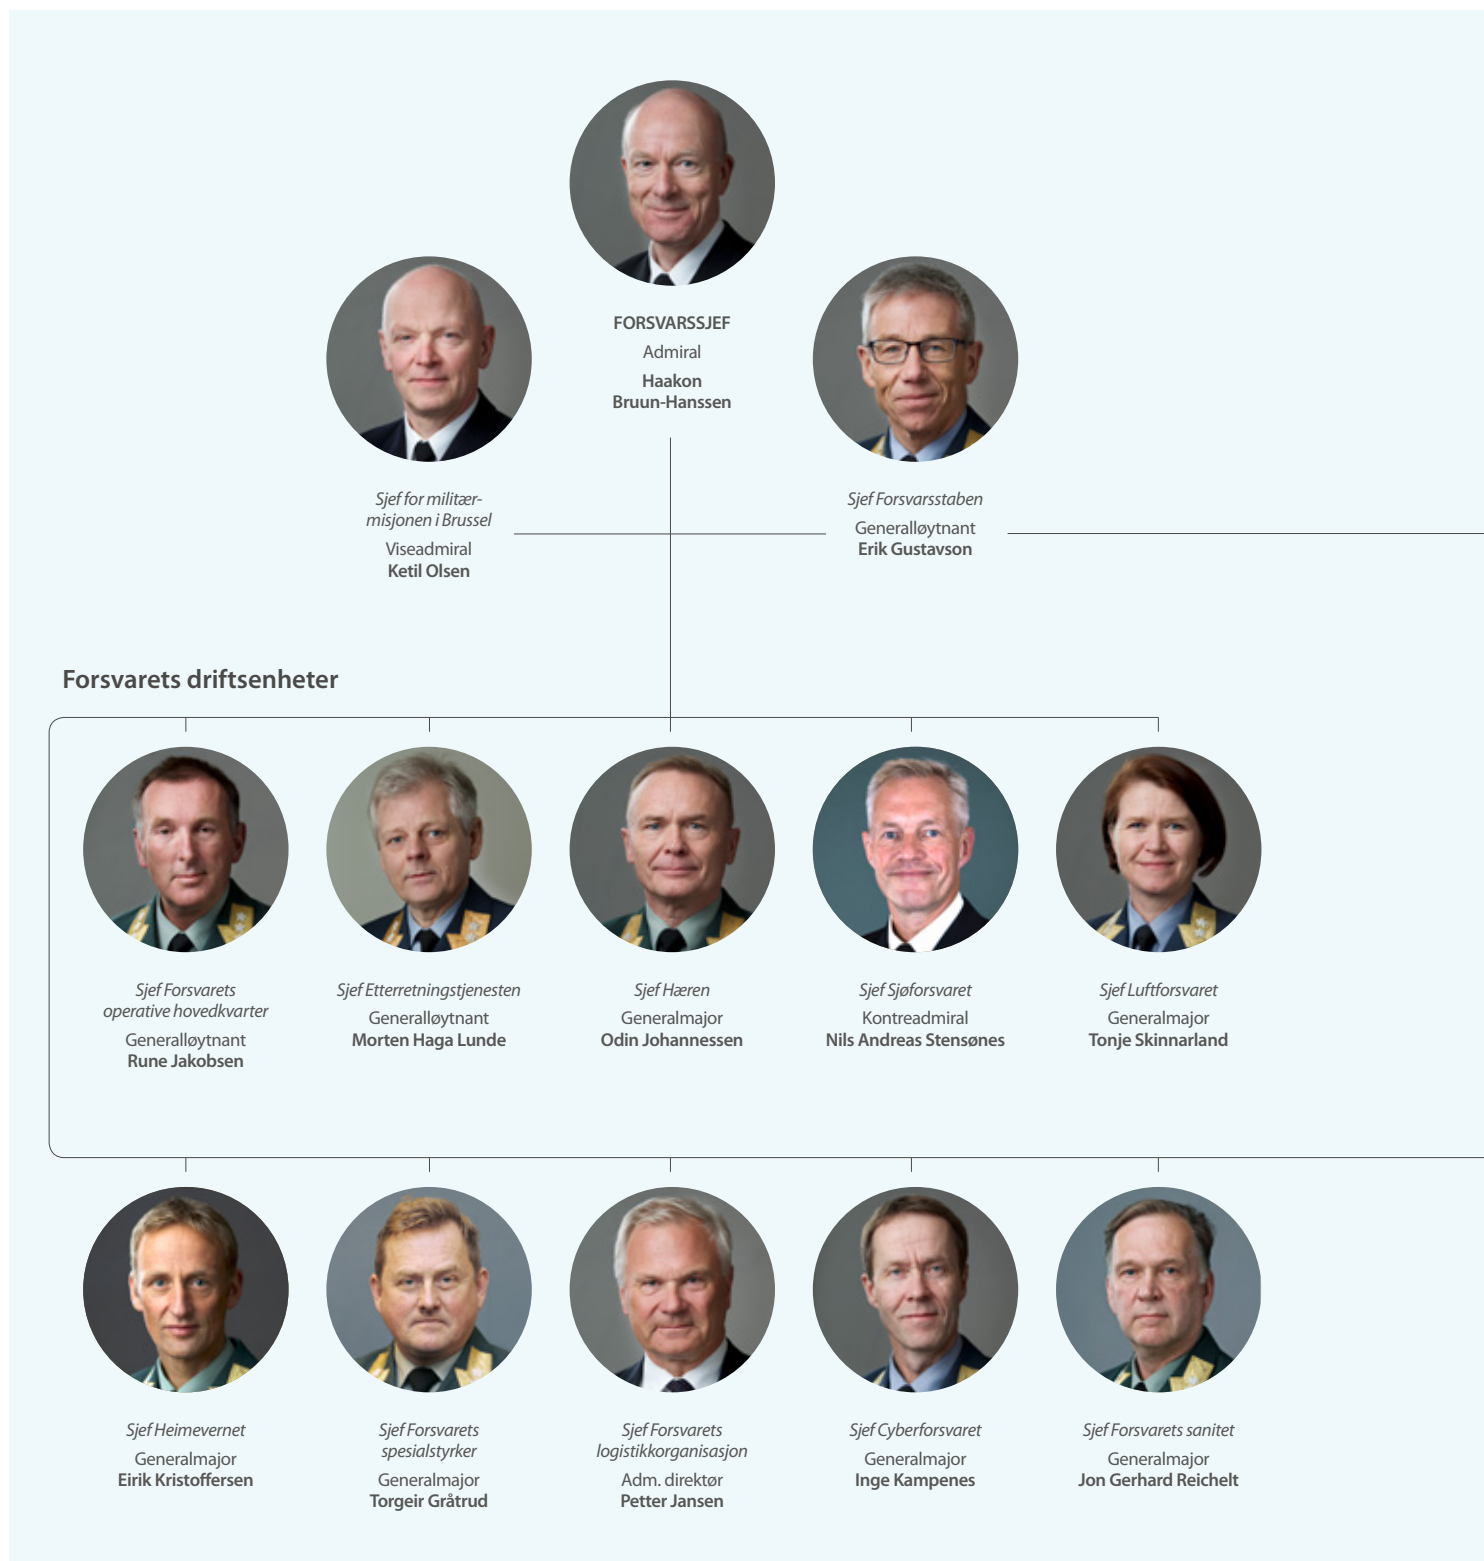 FORSVARSSJEF
Admiral
Haakon
Bruun-Hanssen
Sjef for militær-
misjonen i Brussel
Viseadmiral
Ketil Olsen
Sjef Forsvarsstaben
Generalløytnant
Erik Gustavson
Forsvarets driftsenheter
Sjef Forsvarets
operative hovedkvarter
Generalløytnant
Rune Jakobsen
Sjef Etterretningstjenesten
Generalløytnant
Morten Haga Lunde
Sjef Hæren
Generalmajor
Odin Johannessen
Sjef Sjøforsvaret
Kontreadmiral
Nils Andreas Stensønes
Sjef Luftforsvaret
Generalmajor
Tonje Skinnarland
Sjef Heimevernet
Generalmajor
Eirik Kristoffersen
Sjef Forsvarets
spesialstyrker
Generalmajor
Torgeir Gråtrud
Sjef Forsvarets
logistikkorganisasjon
Adm. direktør
Petter Jansen
Sjef Cyberforsvaret
Generalmajor
Inge Kampenes
Sjef Forsvarets sanitet
Generalmajor
Jon Gerhard Reichelt